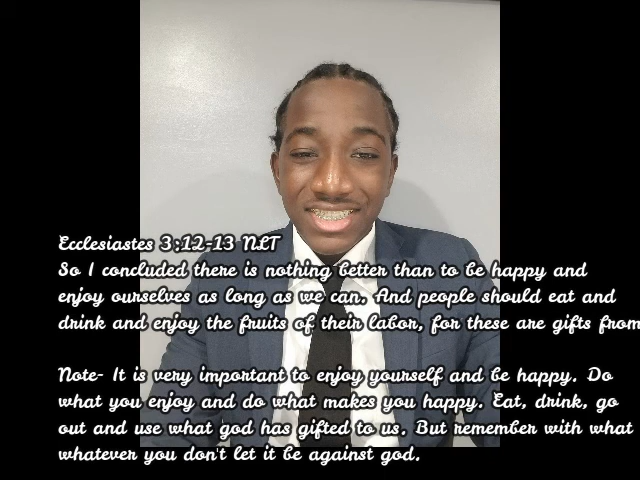 Ecclesiastes 3:12-13 NLT
So I concluded there is nothing better than to be happy and
enjoy ourselves as long as we can. And people should eat and
drink and enjoy the fruits of their labor, for these are gifts from
Note- It is very important to enjoy yourself and be happy. Do
what you enjoy and do what makes you happy. Eat, drink, go
out and use what god has gifted to us. But remember with what
whatever you don't let it be against god.